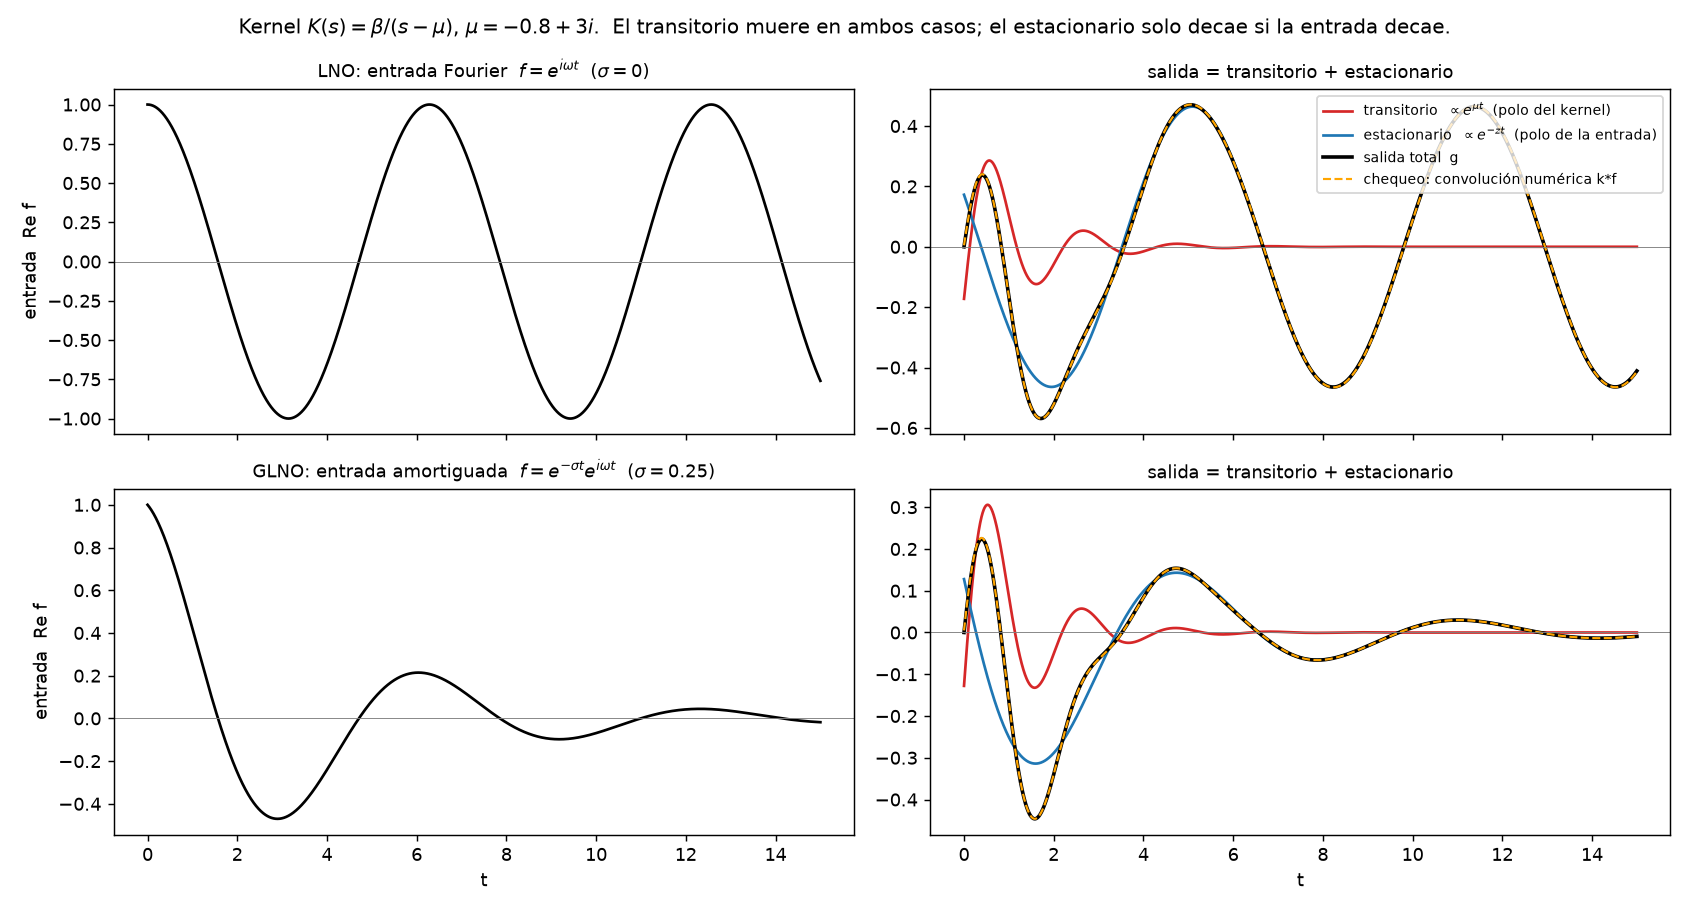 Kernel K(s) = β/(s − μ), μ = −0.8 + 3i. El transitorio muere en ambos casos; el estacionario solo decae si la entrada decae.
LNO: entrada Fourier f = e^{iωt} (σ = 0)
1.00
0.75
0.50
0.25
0.00
−0.25
−0.50
−0.75
−1.00
entrada Re f
salida = transitorio + estacionario
0.4
0.2
0.0
−0.2
−0.4
−0.6
transitorio ∝ e^{μt} (polo del kernel)
estacionario ∝ e^{−zt} (polo de la entrada)
salida total g
chequeo: convolución numérica k*f
GLNO: entrada amortiguada f = e^{−σt}e^{iωt} (σ = 0.25)
1.0
0.8
0.6
0.4
0.2
0.0
−0.2
−0.4
entrada Re f
0 2 4 6 8 10 12 14
t
salida = transitorio + estacionario
0.3
0.2
0.1
0.0
−0.1
−0.2
−0.3
−0.4
0 2 4 6 8 10 12 14
t